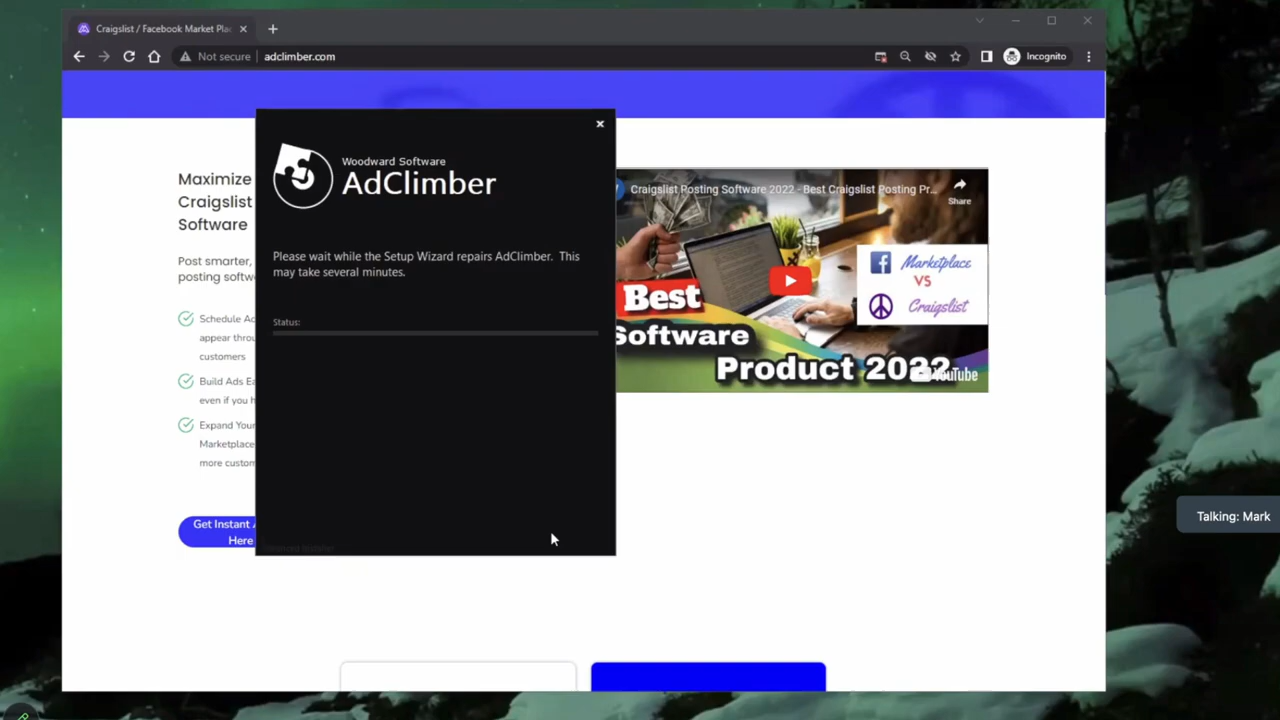 Craigslist / Facebook Market Pla
Not secure
adclimber.com
Incognito
Woodward Software
AdClimber
Please wait while the Setup Wizard repairs AdClimber. This
may take several minutes.
Status:
Maximize
Craigslist
Software
Post smarter,
posting softw
Schedule Ad
appear throu
customers
Build Ads Ea
even if you h
Expand Your
Marketplace
more custom
Get Instant A
Here
Craigslist Posting Software 2022 - Best Craigslist Posting Pr...
Share
Marketplace
VS
Craigslist
Best
Software
Product 2022
YouTube
Talking: Mark